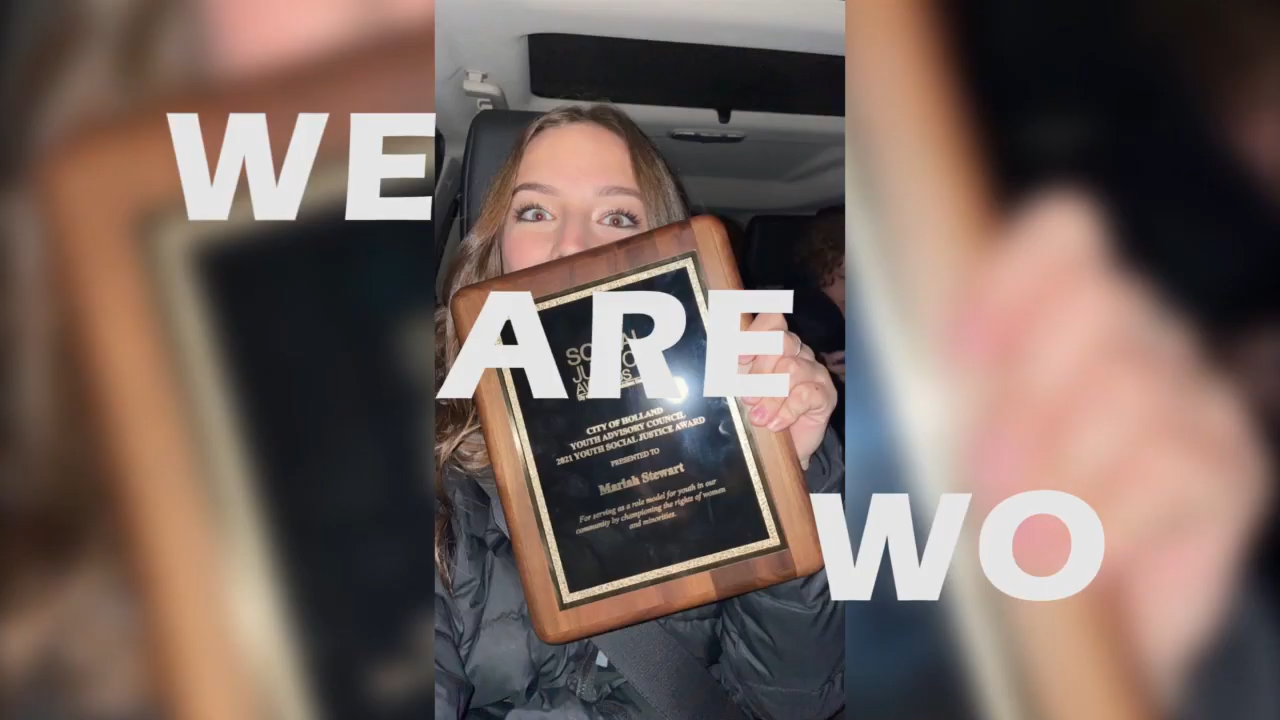 WE
ARE
WO
SOCIAL
JUSTICE
AWARDS
CITY OF HOLLAND
YOUTH ADVISORY COUNCIL
2021 YOUTH SOCIAL JUSTICE AWARD
PRESENTED TO
Mariah Stewart
For serving as a role model for youth in our
community by championing the rights of women
and minorities.